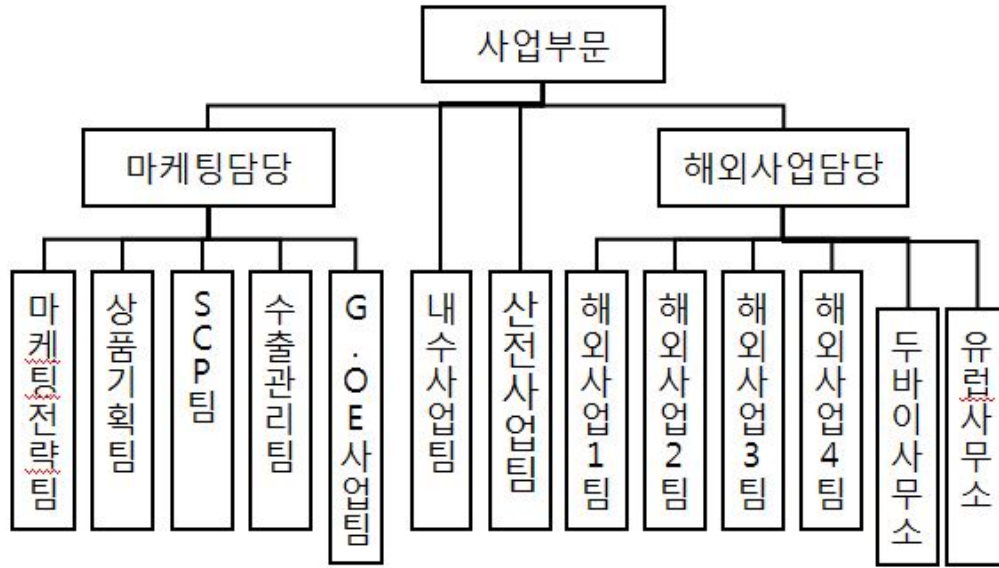 사업부문
마케팅담당
해외사업담당
마케팅전략팀
상품기획팀
SCP팀
수출관리팀
G.OE사업팀
내수사업팀
산전사업팀
해외사업1팀
해외사업2팀
해외사업3팀
해외사업4팀
두바이사무소
유럽사무소